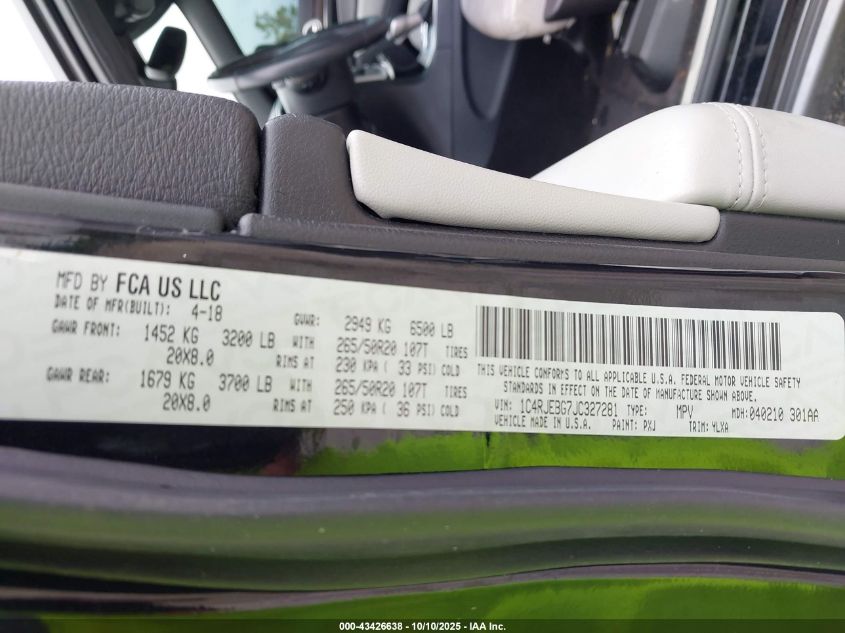 MFD BY FCA US LLC
DATE OF MFR(BUILT): 4-18
GVWR: 2949 KG 6500 LB
GAWR FRONT: 1452 KG 3200 LB WITH 265/50R20 107T TIRES
20X8.0 RIMS AT 230 KPA ( 33 PSI) COLD
GAWR REAR: 1679 KG 3700 LB WITH 265/50R20 107T TIRES
20X8.0 RIMS AT 250 KPA ( 36 PSI) COLD
THIS VEHICLE CONFORMS TO ALL APPLICABLE U.S.A. FEDERAL MOTOR VEHICLE SAFETY
STANDARDS IN EFFECT ON THE DATE OF MANUFACTURE SHOWN ABOVE.
VIN: 1C4RJEBG7JC327281 TYPE: MPV MDH: 040210 301AA
VEHICLE MADE IN U.S.A. PAINT: PXJ TRIM: YLXA
000-43426638 - 10/10/2025 - IAA Inc.